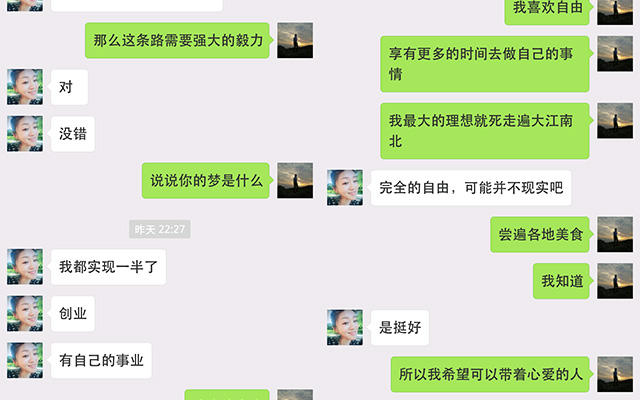 那么这条路需要强大的毅力
对
没错
说说你的梦是什么
昨天 22:27
我都实现一半了
创业
有自己的事业
我喜欢自由
享有更多的时间去做自己的事
情
我最大的理想就死走遍大江南
北
完全的自由，可能并不现实吧
尝遍各地美食
我知道
是挺好
所以我希望可以带着心爱的人